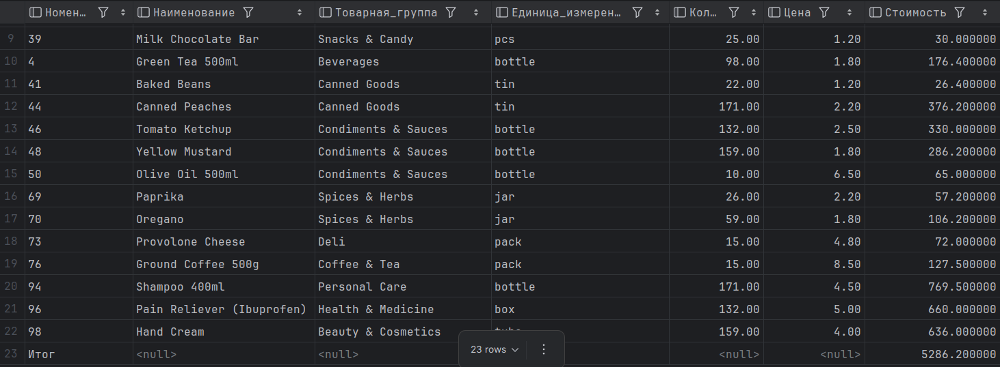 Номен… Наименование Товарная_группа Единица_измерен… Кол… Цена Стоимость
9 39 Milk Chocolate Bar Snacks & Candy pcs 25.00 1.20 30.000000
10 4 Green Tea 500ml Beverages bottle 98.00 1.80 176.400000
11 41 Baked Beans Canned Goods tin 22.00 1.20 26.400000
12 44 Canned Peaches Canned Goods tin 171.00 2.20 376.200000
13 46 Tomato Ketchup Condiments & Sauces bottle 132.00 2.50 330.000000
14 48 Yellow Mustard Condiments & Sauces bottle 159.00 1.80 286.200000
15 50 Olive Oil 500ml Condiments & Sauces bottle 10.00 6.50 65.000000
16 69 Paprika Spices & Herbs jar 26.00 2.20 57.200000
17 70 Oregano Spices & Herbs jar 59.00 1.80 106.200000
18 73 Provolone Cheese Deli pack 15.00 4.80 72.000000
19 76 Ground Coffee 500g Coffee & Tea pack 15.00 8.50 127.500000
20 94 Shampoo 400ml Personal Care bottle 171.00 4.50 769.500000
21 96 Pain Reliever (Ibuprofen) Health & Medicine box 132.00 5.00 660.000000
22 98 Hand Cream Beauty & Cosmetics 159.00 4.00 636.000000
23 Итог <null> <null> <null> <null> 5286.200000
23 rows